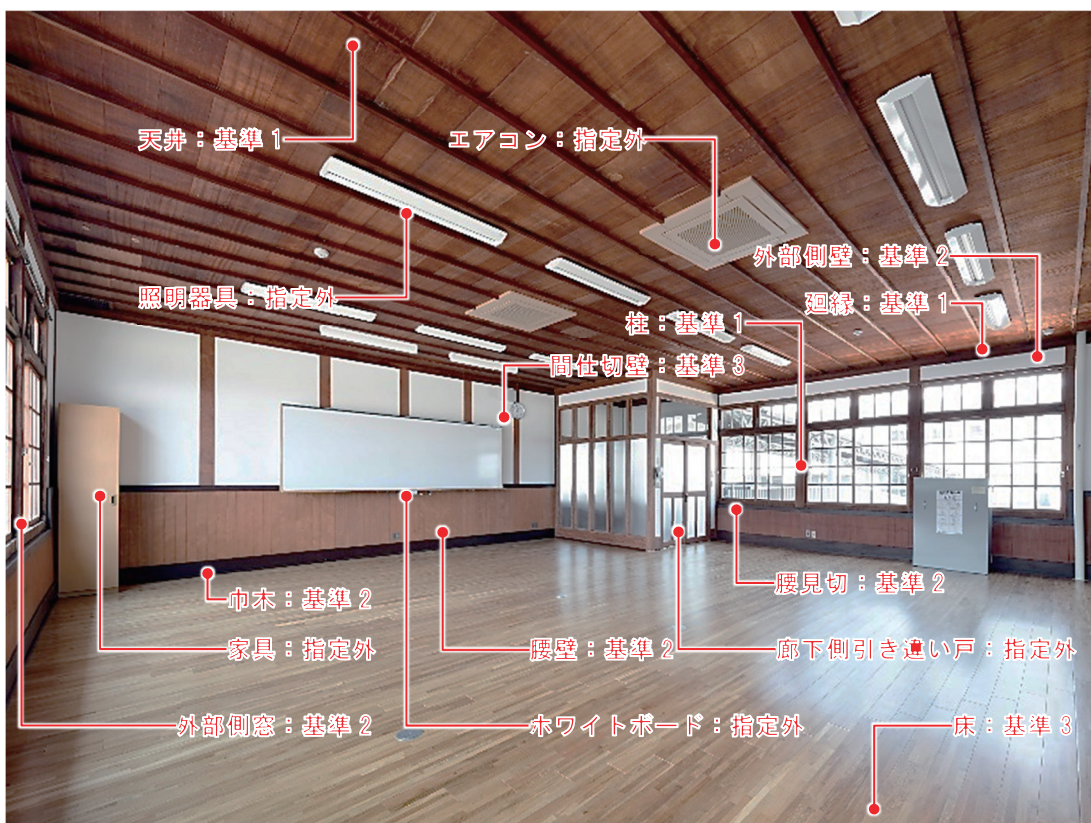 天井：基準1
エアコン：指定外
外部側壁：基準2
照明器具：指定外
廻縁：基準1
柱：基準1
間仕切壁：基準3
腰見切：基準2
巾木：基準2
家具：指定外
腰壁：基準2
廊下側引き違い戸：指定外
外部側窓：基準2
ホワイトボード：指定外
床：基準3